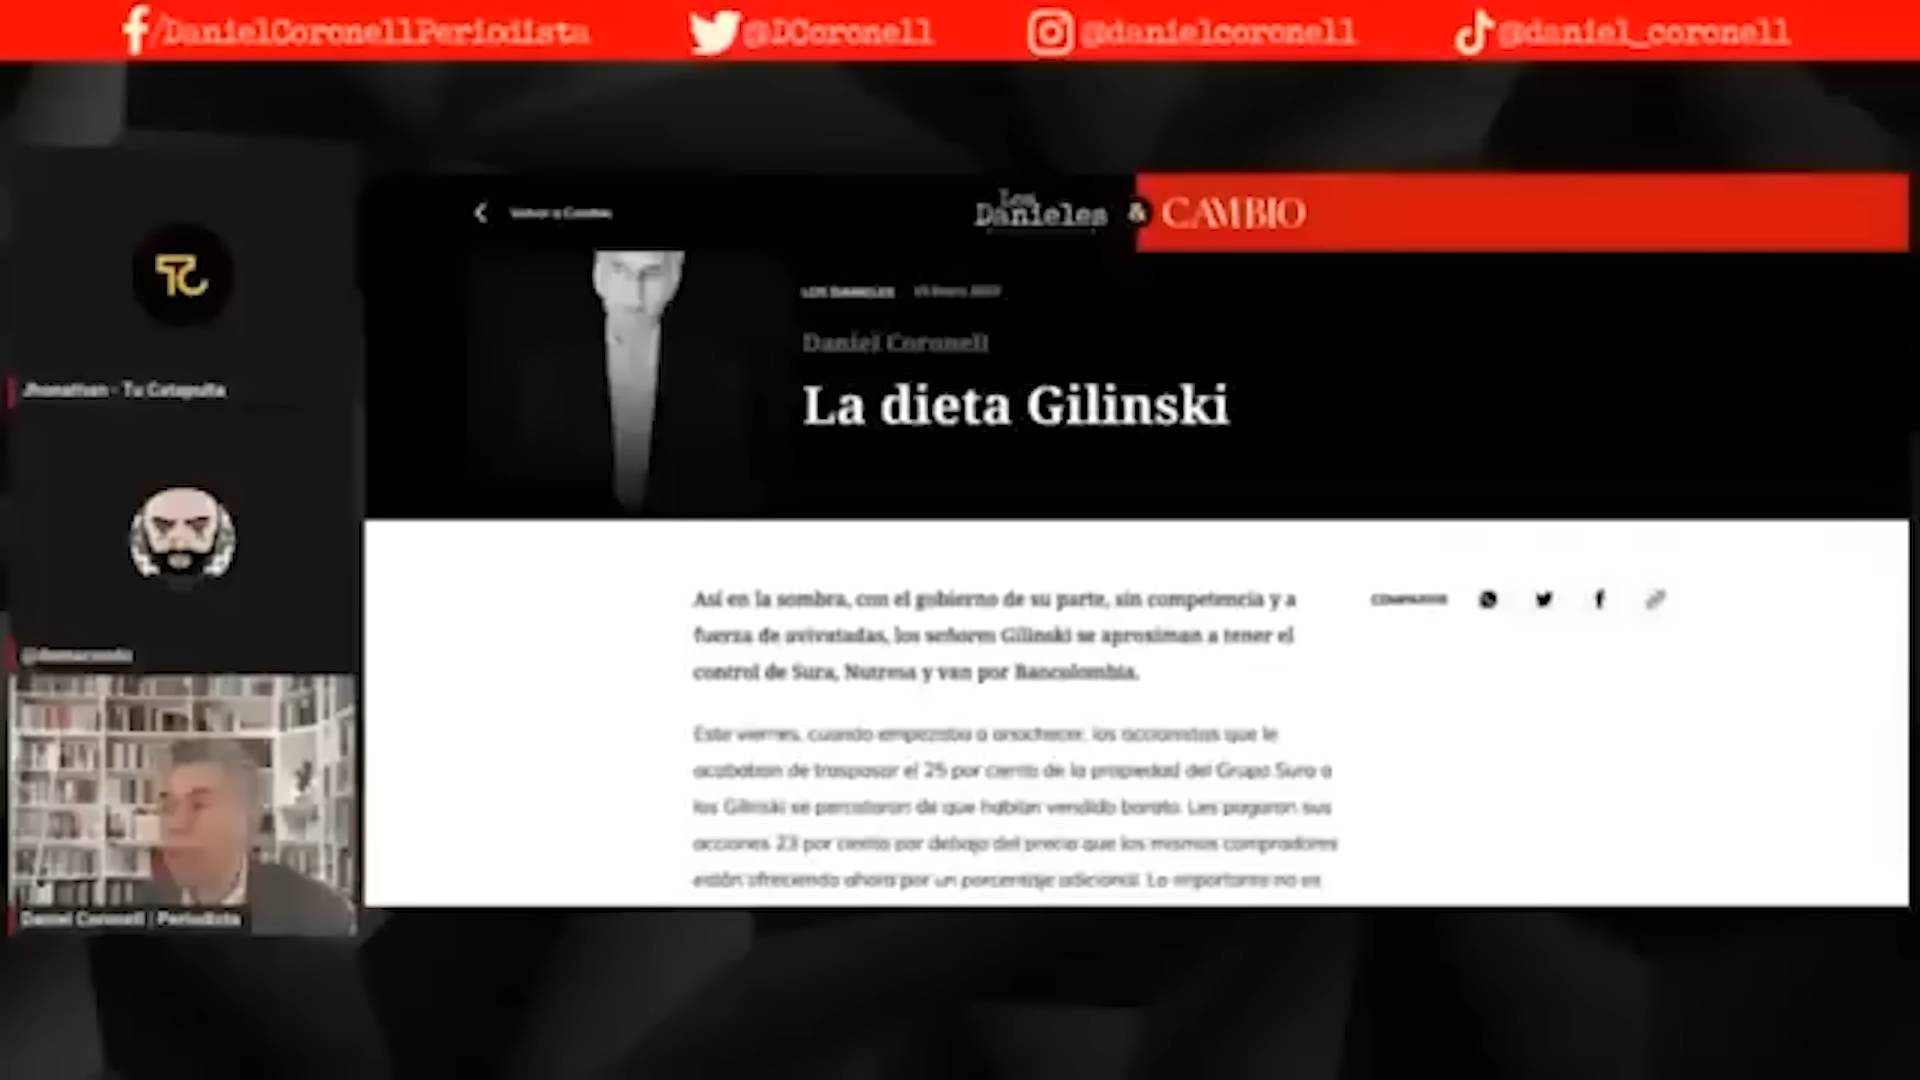 /DanielCoronellPeriodista
@DCoronell
@danielcoronell
@daniel_coronell
Volver a Cambio
Los
Danieles & CAMBIO
TC
LOS DANIELES
Daniel Coronell
La dieta Gilinski
Jhonathan - Tu Catapulta
Así en la sombra, con el gobierno de su parte, sin competencia y a
fuerza de avivatadas, los señores Gilinski se aproximan a tener el
control de Sura, Nutresa y van por Bancolombia.
COMPARTIR
Este viernes, cuando empezaba a anochecer, los accionistas que le
acababan de traspasar el 25 por ciento de la propiedad del Grupo Sura a
los Gilinski se percataron de que habían vendido barato. Les pagaron sus
acciones 23 por ciento por debajo del precio que los mismos compradores
están ofreciendo ahora por un porcentaje adicional. Lo importante no es
Daniel Coronell | Periodista